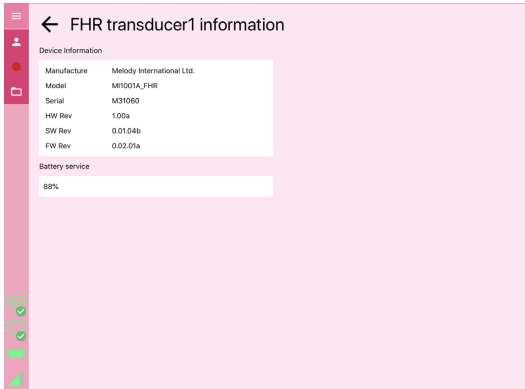 FHR transducer1 information
Device Information
Manufacture Melody International Ltd.
Model MI1001A_FHR
Serial M31060
HW Rev 1.00a
SW Rev 0.01.04b
FW Rev 0.02.01a
Battery service
88%